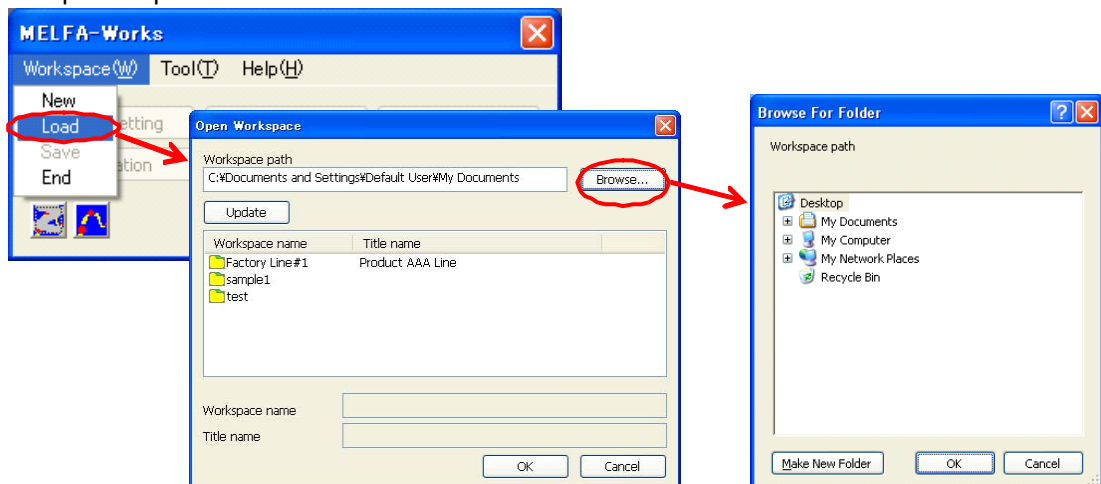 MELFA-Works
Workspace(W) Tool(T) Help(H)
New
Load
Save
End
etting
ation
Open Workspace
Workspace path
C:¥Documents and Settings¥Default User¥My Documents
Browse...
Update
Workspace name Title name
Factory Line#1 Product AAA Line
sample1
test
Workspace name
Title name
OK Cancel
Browse For Folder
Workspace path
Desktop
My Documents
My Computer
My Network Places
Recycle Bin
Make New Folder OK Cancel